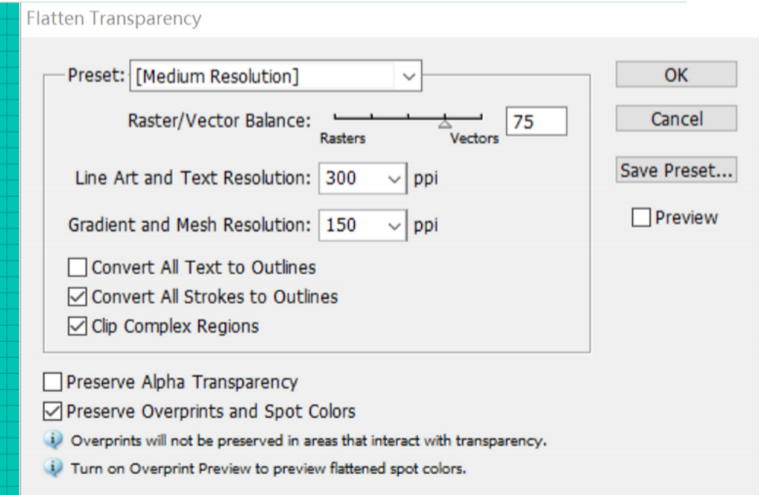 Flatten Transparency
Preset: [Medium Resolution]
OK
Raster/Vector Balance: 75
Rasters Vectors
Cancel
Line Art and Text Resolution: 300 ppi
Save Preset...
Gradient and Mesh Resolution: 150 ppi
Preview
Convert All Text to Outlines
Convert All Strokes to Outlines
Clip Complex Regions
Preserve Alpha Transparency
Preserve Overprints and Spot Colors
Overprints will not be preserved in areas that interact with transparency.
Turn on Overprint Preview to preview flattened spot colors.